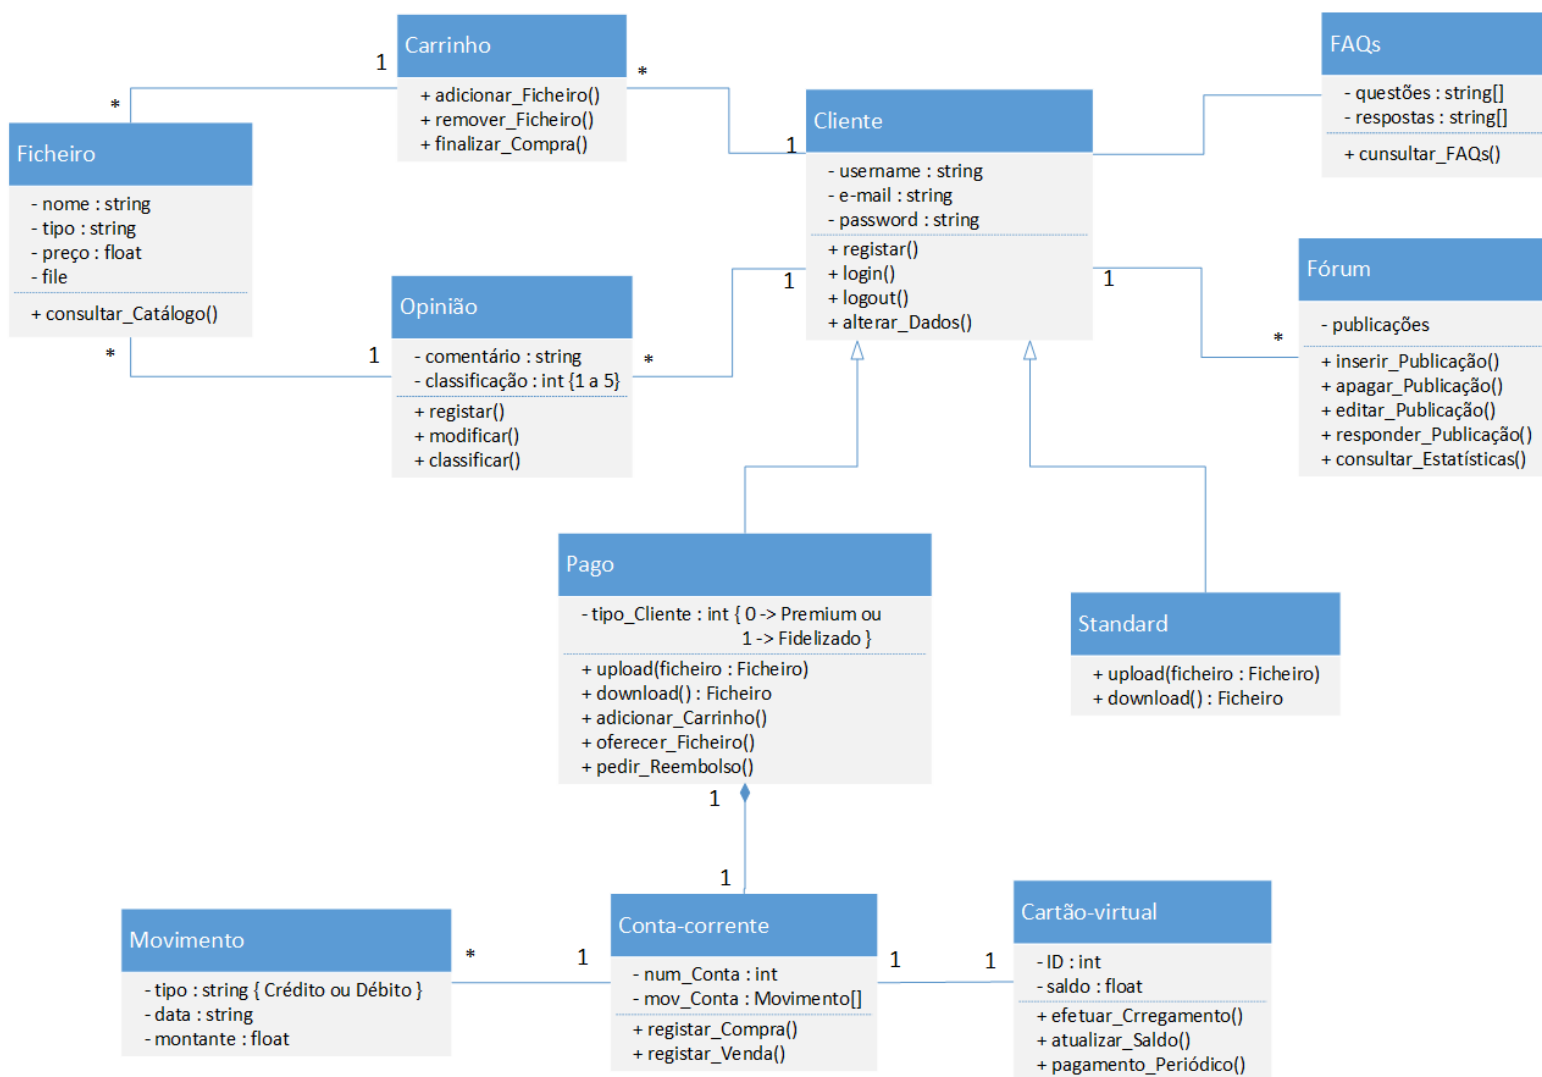 Carrinho
+ adicionar_Ficheiro()
+ remover_Ficheiro()
+ finalizar_Compra()
1
*
*
1
Ficheiro
- nome : string
- tipo : string
- preço : float
- file
+ consultar_Catálogo()
*
1
Opinião
- comentário : string
- classificação : int {1 a 5}
+ registar()
+ modificar()
+ classificar()
*
1
Cliente
- username : string
- e-mail : string
- password : string
+ registar()
+ login()
+ logout()
+ alterar_Dados()
FAQs
- questões : string[]
- respostas : string[]
+ cunsultar_FAQs()
1
*
Fórum
- publicações
+ inserir_Publicação()
+ apagar_Publicação()
+ editar_Publicação()
+ responder_Publicação()
+ consultar_Estatísticas()
Pago
- tipo_Cliente : int { 0 -> Premium ou
1 -> Fidelizado }
+ upload(ficheiro : Ficheiro)
+ download() : Ficheiro
+ adicionar_Carrinho()
+ oferecer_Ficheiro()
+ pedir_Reembolso()
Standard
+ upload(ficheiro : Ficheiro)
+ download() : Ficheiro
1
1
Movimento
- tipo : string { Crédito ou Débito }
- data : string
- montante : float
*
1
Conta-corrente
- num_Conta : int
- mov_Conta : Movimento[]
+ registar_Compra()
+ registar_Venda()
1
1
Cartão-virtual
- ID : int
- saldo : float
+ efetuar_Crregamento()
+ atualizar_Saldo()
+ pagamento_Periódico()